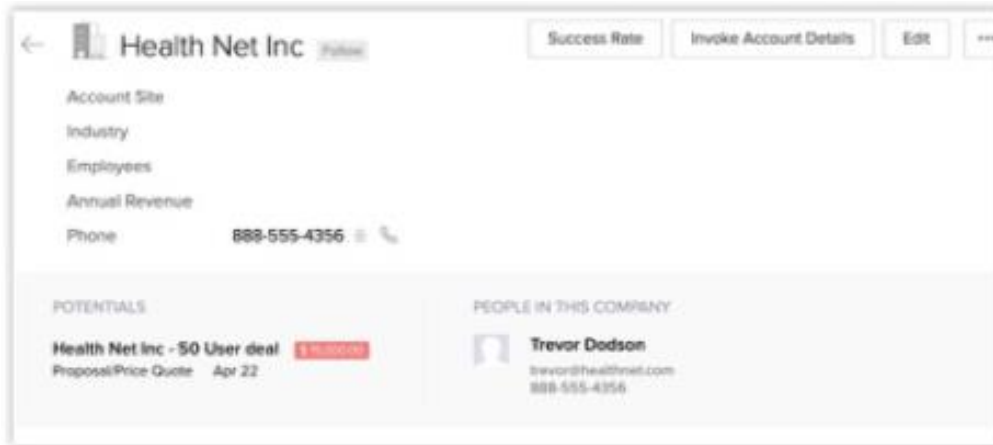 Health Net Inc Follow
Success Rate
Invoke Account Details
Edit
Account Site
Industry
Employees
Annual Revenue
Phone 888-555-4356
POTENTIALS
Health Net Inc - 50 User deal
Proposal/Price Quote Apr 22
PEOPLE IN THIS COMPANY
Trevor Dodson
trevor@healthnet.com
888-555-4356